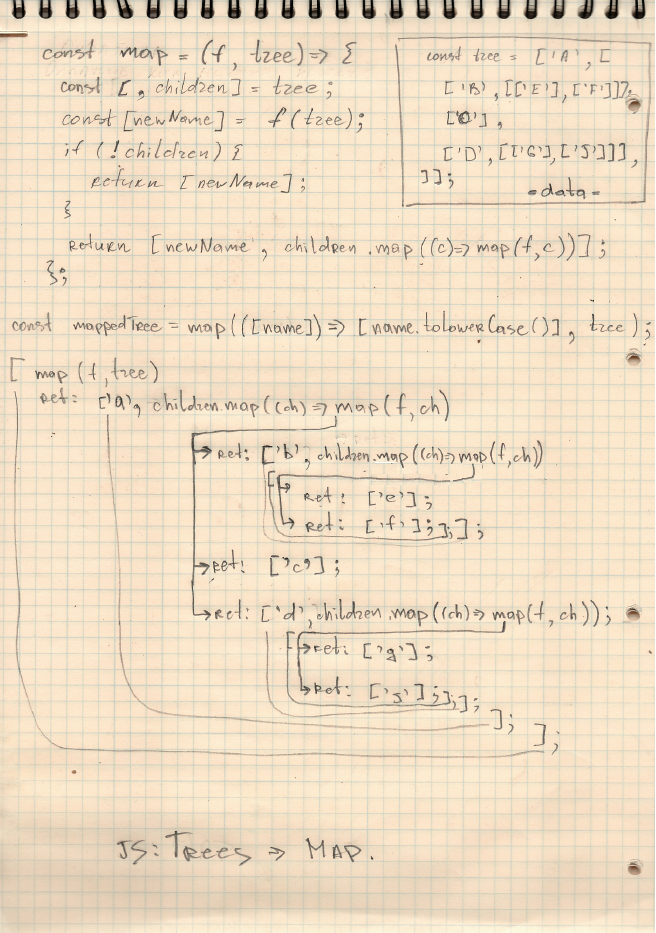 const map = (f, tree) => {
const [, children] = tree;
const [newName] = f(tree);
if (!children) {
return [newName];
}
return [newName, children.map((c)=> map(f,c))];
};
const tree = ['A', [
['B', [['E'],['F']]],
['C'],
['D', [['G'],['J']]],
]];
- data -
const mappedTree = map(([name]) => [name.toLowerCase()], tree);
[ map (f, tree)
ret: ['a', children.map((ch) => map(f, ch)
ret: ['b', children.map((ch)=> map(f,ch))
[ ret: ['e'];
ret: ['f'];];];
ret: ['c'];
ret: ['d', children.map((ch)=> map(f, ch));
[ ret: ['g'];
ret: ['j'];];];
];
];
JS: Trees => Map.